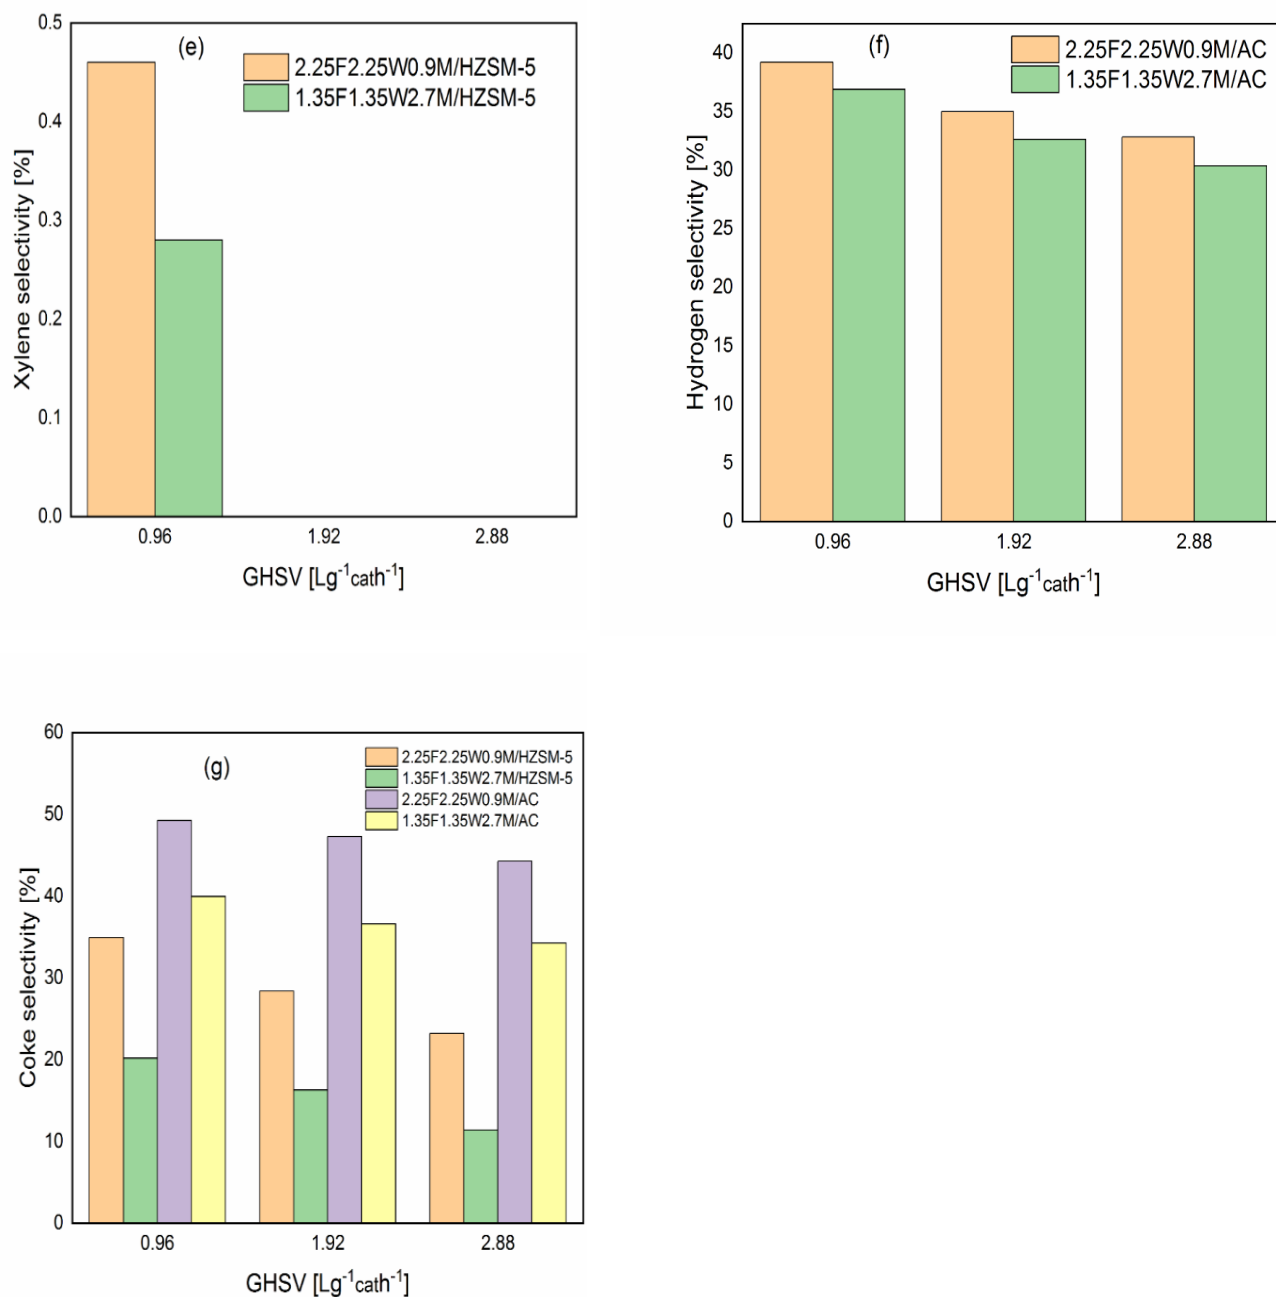 (e)
2.25F2.25W0.9M/HZSM-5
1.35F1.35W2.7M/HZSM-5
Xylene selectivity [%]
0.5
0.4
0.3
0.2
0.1
0.0
0.96 1.92 2.88
GHSV [Lg⁻¹cath⁻¹]
(f)
2.25F2.25W0.9M/AC
1.35F1.35W2.7M/AC
Hydrogen selectivity [%]
40
35
30
25
20
15
10
5
0
0.96 1.92 2.88
GHSV [Lg⁻¹cath⁻¹]
(g)
2.25F2.25W0.9M/HZSM-5
1.35F1.35W2.7M/HZSM-5
2.25F2.25W0.9M/AC
1.35F1.35W2.7M/AC
Coke selectivity [%]
60
50
40
30
20
10
0
0.96 1.92 2.88
GHSV [Lg⁻¹cath⁻¹]